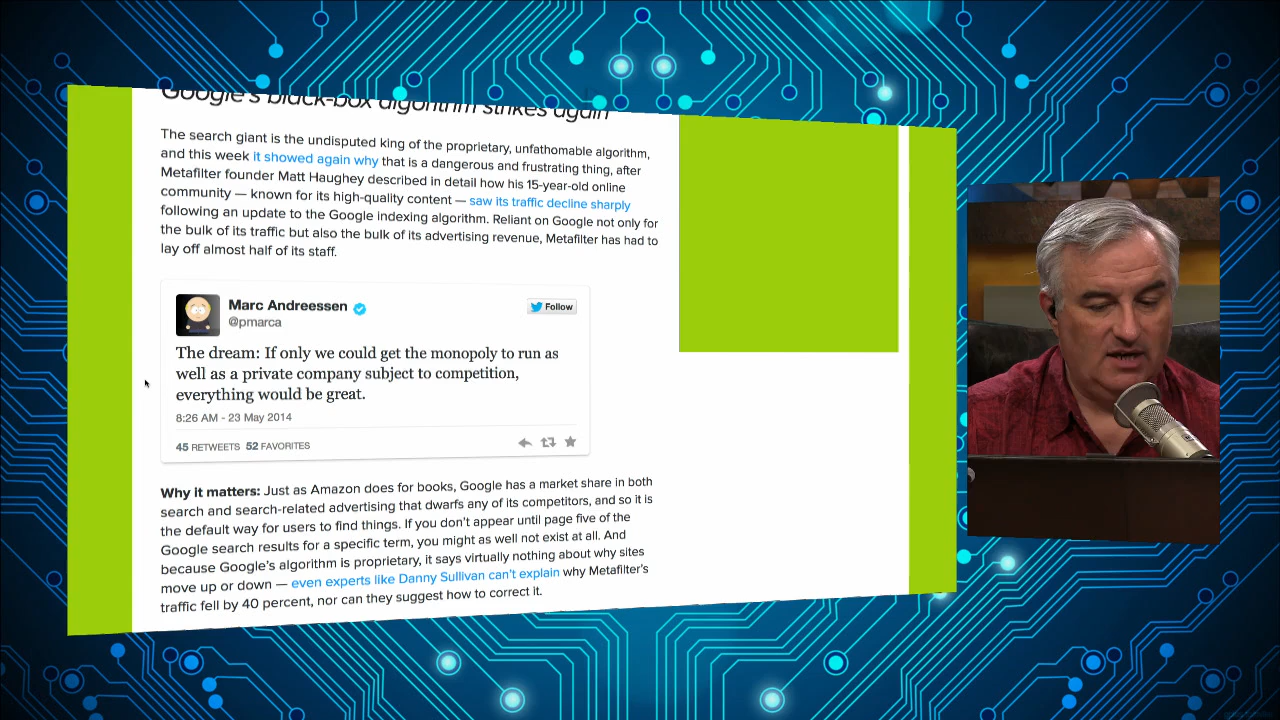 Google's black-box algorithm strikes again
The search giant is the undisputed king of the proprietary, unfathomable algorithm,
and this week it showed again why that is a dangerous and frustrating thing, after
Metafilter founder Matt Haughey described in detail how his 15-year-old online
community — known for its high-quality content — saw its traffic decline sharply
following an update to the Google indexing algorithm. Reliant on Google not only for
the bulk of its traffic but also the bulk of its advertising revenue, Metafilter has had to
lay off almost half of its staff.
Marc Andreessen
@pmarca
Follow
The dream: If only we could get the monopoly to run as
well as a private company subject to competition,
everything would be great.
8:26 AM - 23 May 2014
45 RETWEETS 52 FAVORITES
Why it matters: Just as Amazon does for books, Google has a market share in both
search and search-related advertising that dwarfs any of its competitors, and so it is
the default way for users to find things. If you don't appear until page five of the
Google search results for a specific term, you might as well not exist at all. And
because Google's algorithm is proprietary, it says virtually nothing about why sites
move up or down — even experts like Danny Sullivan can't explain why Metafilter's
traffic fell by 40 percent, nor can they suggest how to correct it.